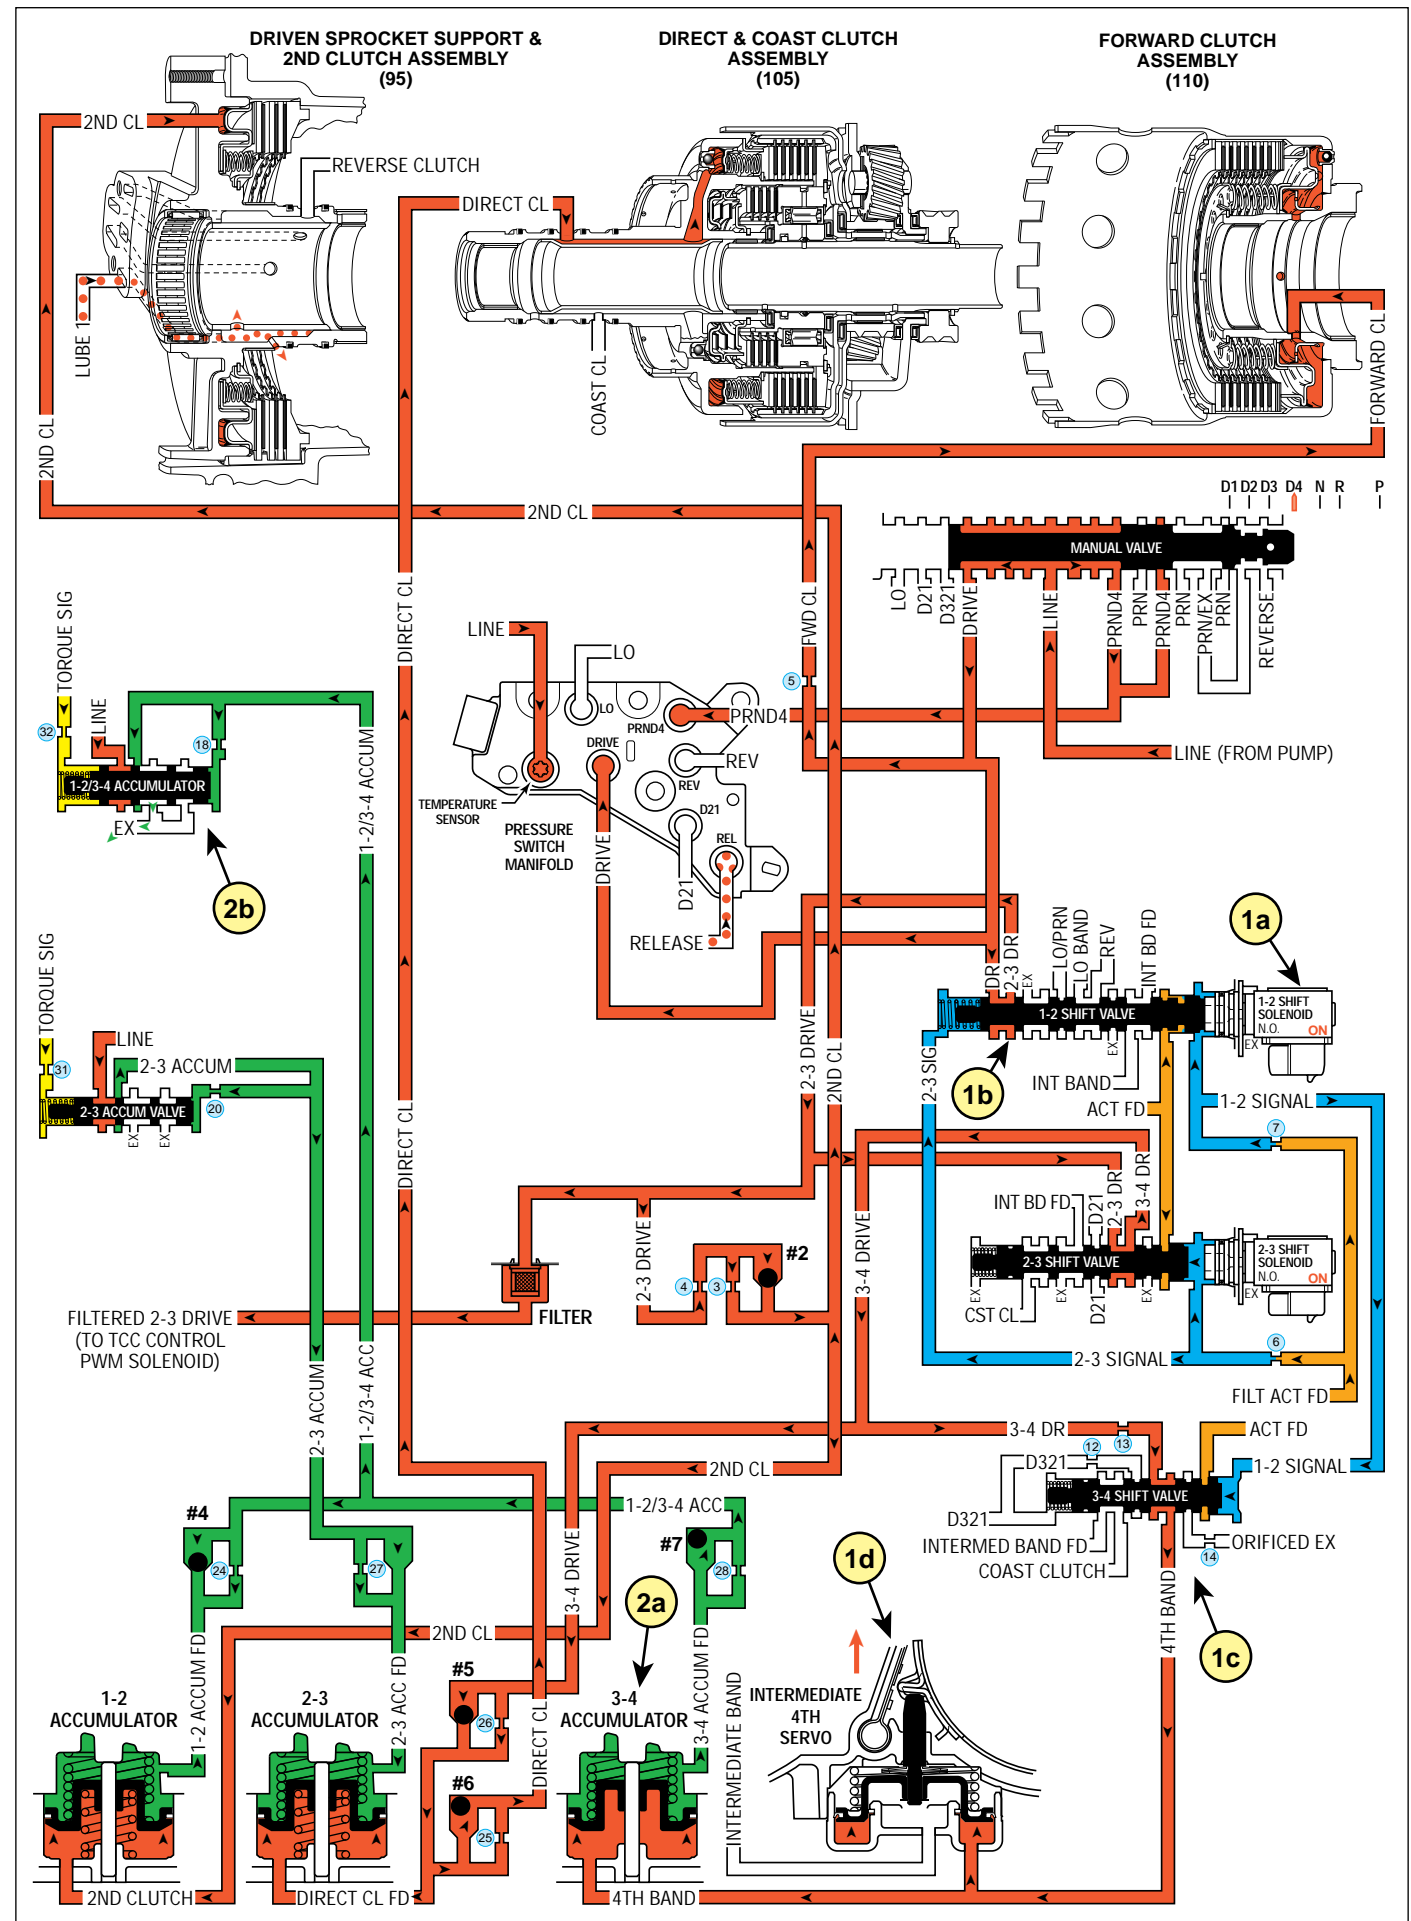 DRIVEN SPROCKET SUPPORT &
2ND CLUTCH ASSEMBLY
(95)
DIRECT & COAST CLUTCH
ASSEMBLY
(105)
FORWARD CLUTCH
ASSEMBLY
(110)
2ND CL
REVERSE CLUTCH
DIRECT CL
LUBE 1
COAST CL
FORWARD CL
2ND CL
2ND CL
D1 D2 D3 D4 N R P
MANUAL VALVE
LO
D21
D321
DRIVE
LINE
PRND4
PRN
PRND4
PRN
PRN/EX
PRN
REVERSE
DIRECT CL
FWD CL
TORQUE SIG
LINE
LO
LO
5
PRND4
PRND4
LINE (FROM PUMP)
32
LINE
18
DRIVE
REV
REV
1-2/3-4 ACCUMULATOR
EX
1-2/3-4 ACCUM
TEMPERATURE
SENSOR
PRESSURE
SWITCH
MANIFOLD
DRIVE
D21
D21
REL
RELEASE
2b
1a
TORQUE SIG
DR
2-3 DR
EX
LO/PRN
LO BAND
REV
INT BD FD
1-2 SHIFT VALVE
1-2 SHIFT
SOLENOID
N.O. ON
EX
LINE
31
2-3 ACCUM
20
2-3 ACCUM VALVE
EX
EX
2-3 DRIVE
2ND CL
2-3 SIG
1b
EX
INT BAND
ACT FD
1-2 SIGNAL
7
DIRECT CL
INT BD FD
D21
2-3 DR
3-4 DR
2-3 DRIVE
3-4 DRIVE
#2
4
3
2-3 SHIFT VALVE
2-3 SHIFT
SOLENOID
N.O. ON
EX
EX
EX
D21
EX
CST CL
FILTER
FILTERED 2-3 DRIVE
(TO TCC CONTROL
PWM SOLENOID)
6
2-3 SIGNAL
FILT ACT FD
2-3 ACCUM
1-2/3-4 ACC
3-4 DR
13
12
D321
ACT FD
1-2 SIGNAL
2ND CL
3-4 SHIFT VALVE
1-2/3-4 ACC
D321
#4
#7
24
27
28
INTERMED BAND FD
COAST CLUTCH
14
ORIFICED EX
3-4 DRIVE
1d
2a
1c
4TH BAND
2ND CL
1-2 ACCUM FD
2-3 ACC FD
3-4 ACCUM FD
#5
26
1-2
ACCUMULATOR
2-3
ACCUMULATOR
3-4
ACCUMULATOR
INTERMEDIATE
4TH
SERVO
INTERMEDIATE BAND
DIRECT CL
#6
25
2ND CLUTCH
DIRECT CL FD
4TH BAND